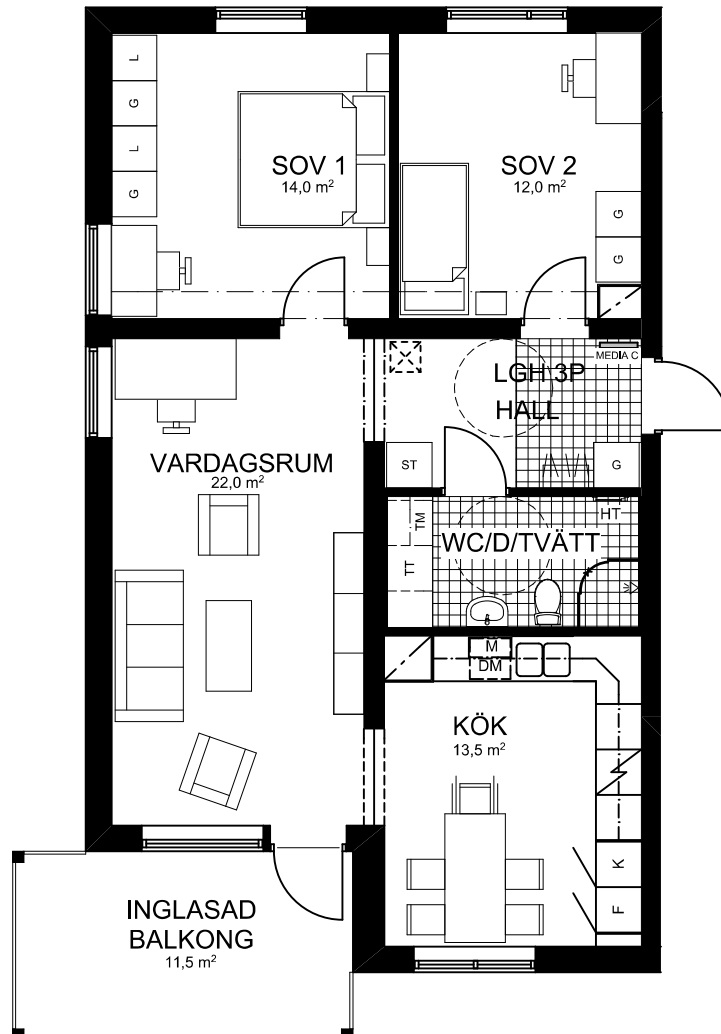 L
G
L
G
SOV 1
14,0 m²
SOV 2
12,0 m²
G
G
MEDIA C
LGH 3P
HALL
ST
G
VARDAGSRUM
22,0 m²
TM
HT
WC/D/TVÄTT
TT
M
DM
KÖK
13,5 m²
K
F
INGLASAD
BALKONG
11,5 m²